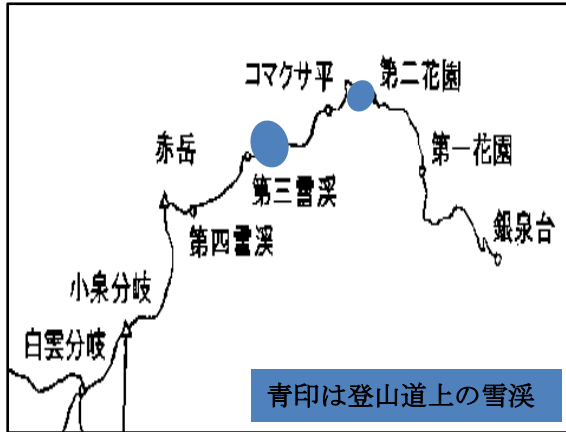 コマクサ平
第二花園
赤岳
第一花園
第三雪渓
銀泉台
第四雪渓
小泉分岐
白雲分岐
青印は登山道上の雪渓